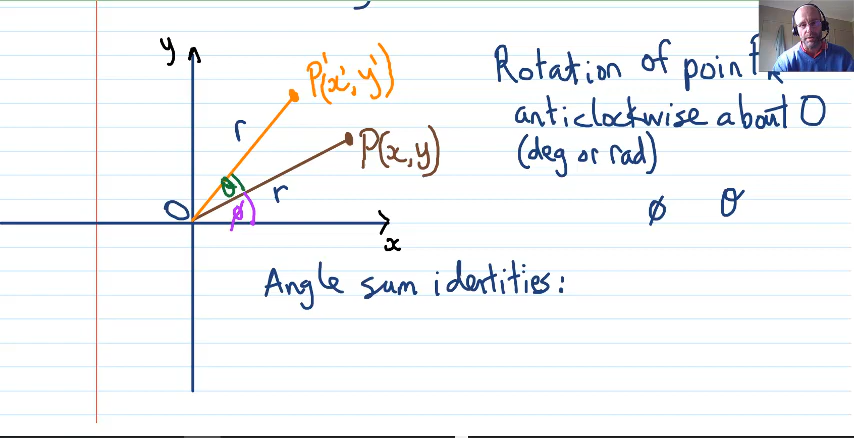 y
P'(x', y')
r
P(x, y)
θ
r
O
φ
x
Rotation of point
anticlockwise about O
(deg or rad)
φ θ
Angle sum identities: